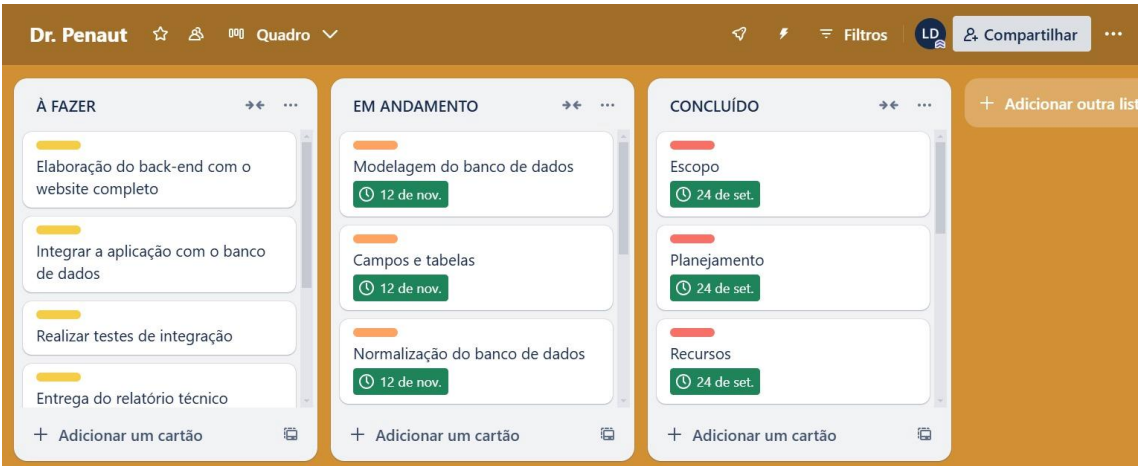 Dr. Penaut Quadro Filtros LD Compartilhar
À FAZER
Elaboração do back-end com o
website completo
Integrar a aplicação com o banco
de dados
Realizar testes de integração
Entrega do relatório técnico
+ Adicionar um cartão
EM ANDAMENTO
Modelagem do banco de dados
12 de nov.
Campos e tabelas
12 de nov.
Normalização do banco de dados
12 de nov.
+ Adicionar um cartão
CONCLUÍDO
Escopo
24 de set.
Planejamento
24 de set.
Recursos
24 de set.
+ Adicionar um cartão
+ Adicionar outra list